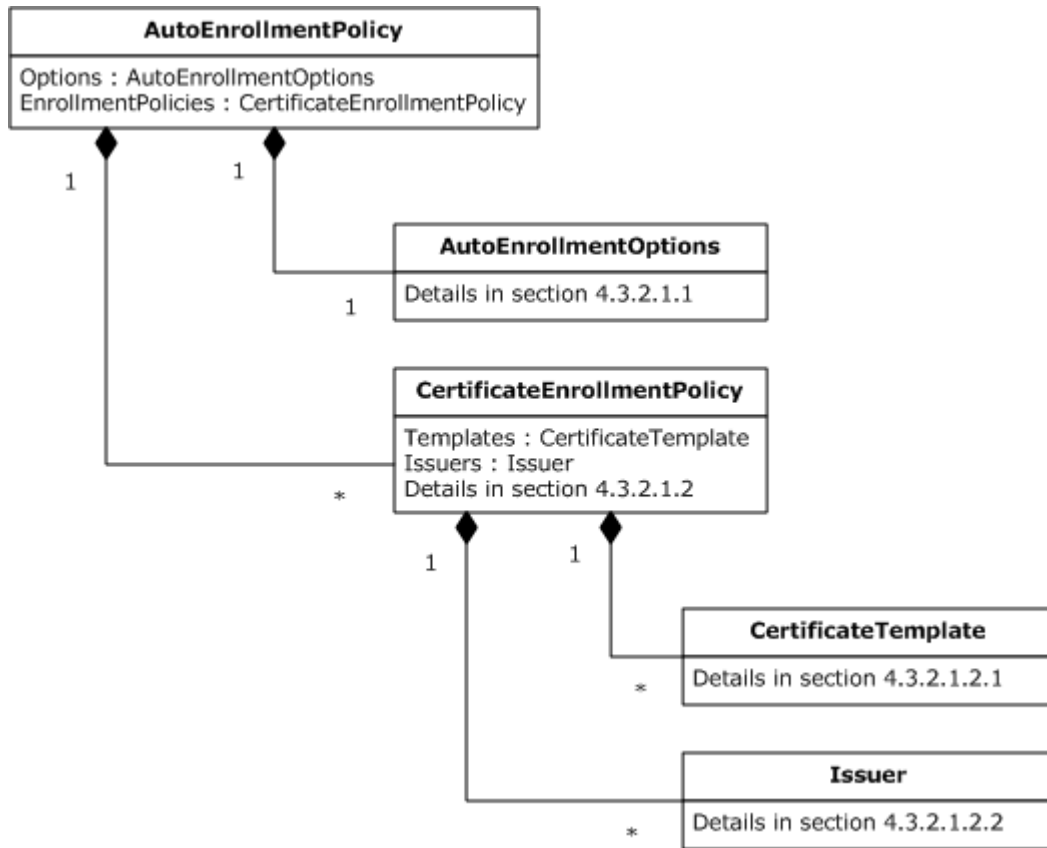 AutoEnrollmentPolicy
Options : AutoEnrollmentOptions
EnrollmentPolicies : CertificateEnrollmentPolicy
1
1
AutoEnrollmentOptions
Details in section 4.3.2.1.1
1
CertificateEnrollmentPolicy
Templates : CertificateTemplate
Issuers : Issuer
Details in section 4.3.2.1.2
*
1
1
CertificateTemplate
Details in section 4.3.2.1.2.1
*
Issuer
Details in section 4.3.2.1.2.2
*